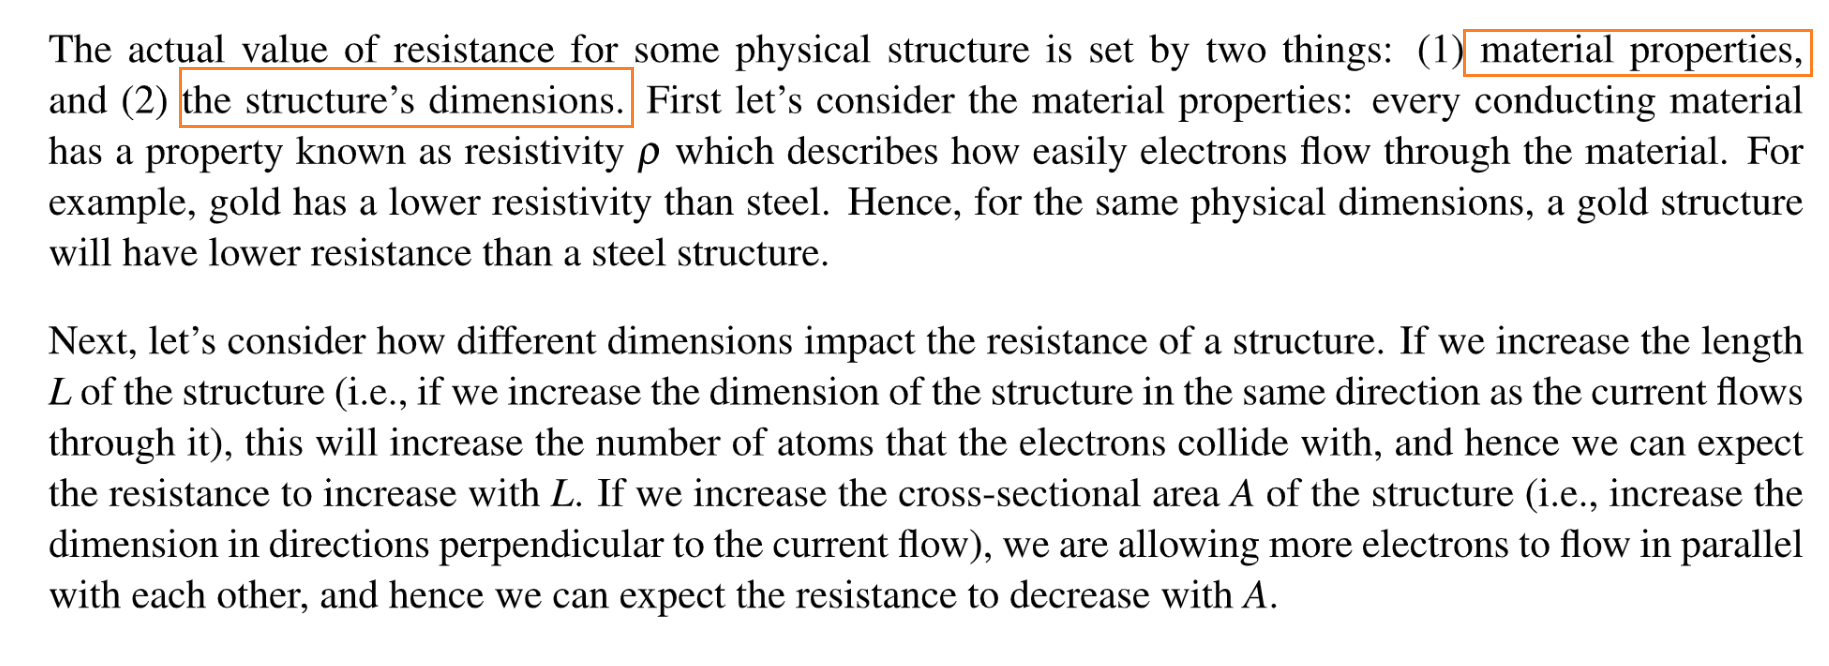 The actual value of resistance for some physical structure is set by two things: (1) material properties,
and (2) the structure’s dimensions. First let’s consider the material properties: every conducting material
has a property known as resistivity ρ which describes how easily electrons flow through the material. For
example, gold has a lower resistivity than steel. Hence, for the same physical dimensions, a gold structure
will have lower resistance than a steel structure.
Next, let’s consider how different dimensions impact the resistance of a structure. If we increase the length
L of the structure (i.e., if we increase the dimension of the structure in the same direction as the current flows
through it), this will increase the number of atoms that the electrons collide with, and hence we can expect
the resistance to increase with L. If we increase the cross-sectional area A of the structure (i.e., increase the
dimension in directions perpendicular to the current flow), we are allowing more electrons to flow in parallel
with each other, and hence we can expect the resistance to decrease with A.